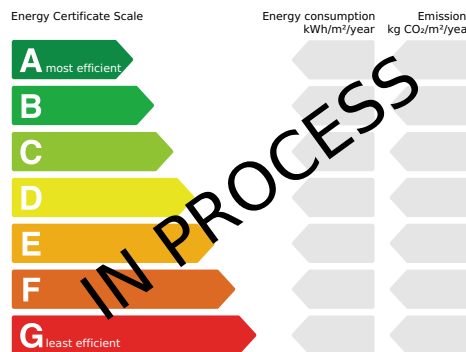 Energy Certificate Scale
Energy consumption
kWh/m²/year
Emission
kg CO₂/m²/year
A most efficient
B
C
D
E
F
G least efficient
IN PROCESS